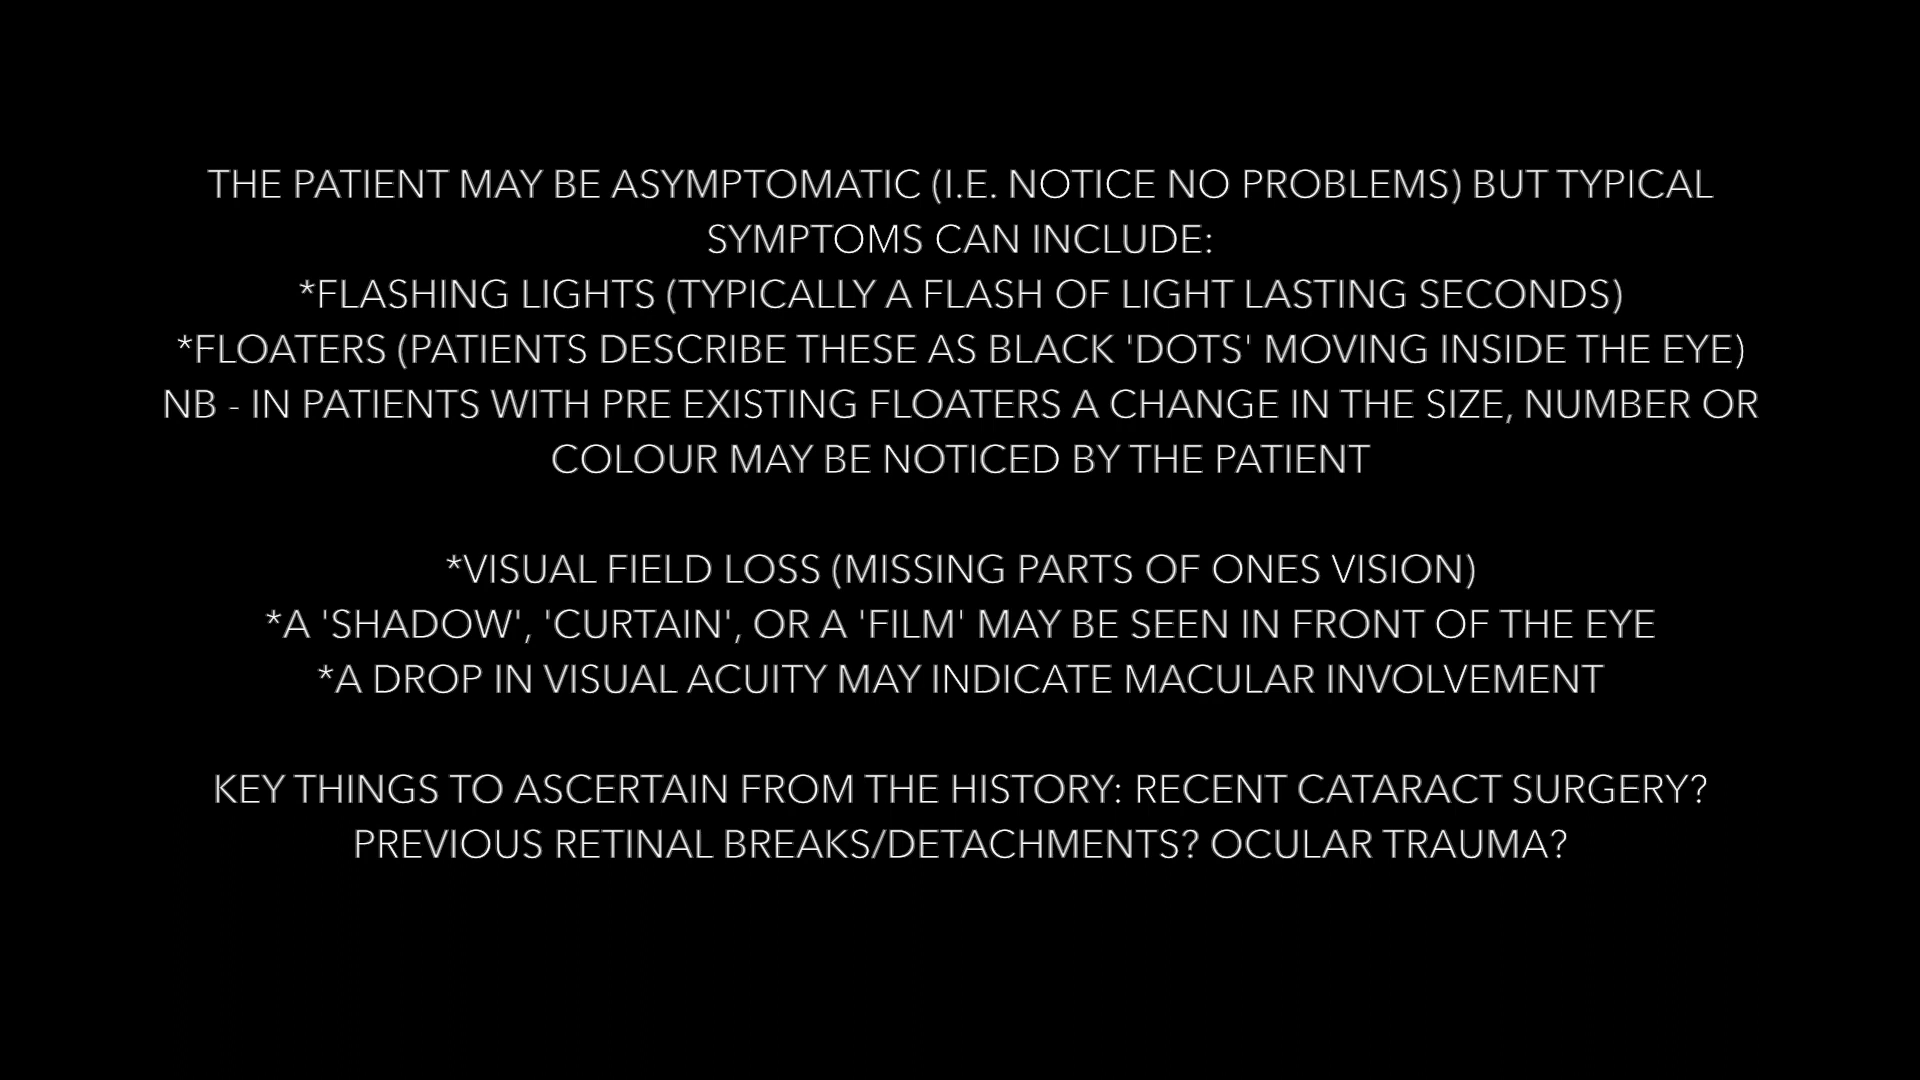 THE PATIENT MAY BE ASYMPTOMATIC (I.E. NOTICE NO PROBLEMS) BUT TYPICAL
SYMPTOMS CAN INCLUDE:
*FLASHING LIGHTS (TYPICALLY A FLASH OF LIGHT LASTING SECONDS)
*FLOATERS (PATIENTS DESCRIBE THESE AS BLACK 'DOTS' MOVING INSIDE THE EYE)
NB - IN PATIENTS WITH PRE EXISTING FLOATERS A CHANGE IN THE SIZE, NUMBER OR
COLOUR MAY BE NOTICED BY THE PATIENT
*VISUAL FIELD LOSS (MISSING PARTS OF ONES VISION)
*A 'SHADOW', 'CURTAIN', OR A 'FILM' MAY BE SEEN IN FRONT OF THE EYE
*A DROP IN VISUAL ACUITY MAY INDICATE MACULAR INVOLVEMENT
KEY THINGS TO ASCERTAIN FROM THE HISTORY: RECENT CATARACT SURGERY?
PREVIOUS RETINAL BREAKS/DETACHMENTS? OCULAR TRAUMA?